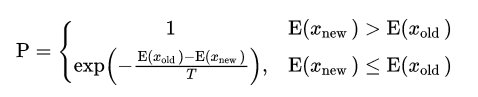 P = { 1 E(x_new) > E(x_old)
exp(− (E(x_old)−E(x_new))/T), E(x_new) ≤ E(x_old)